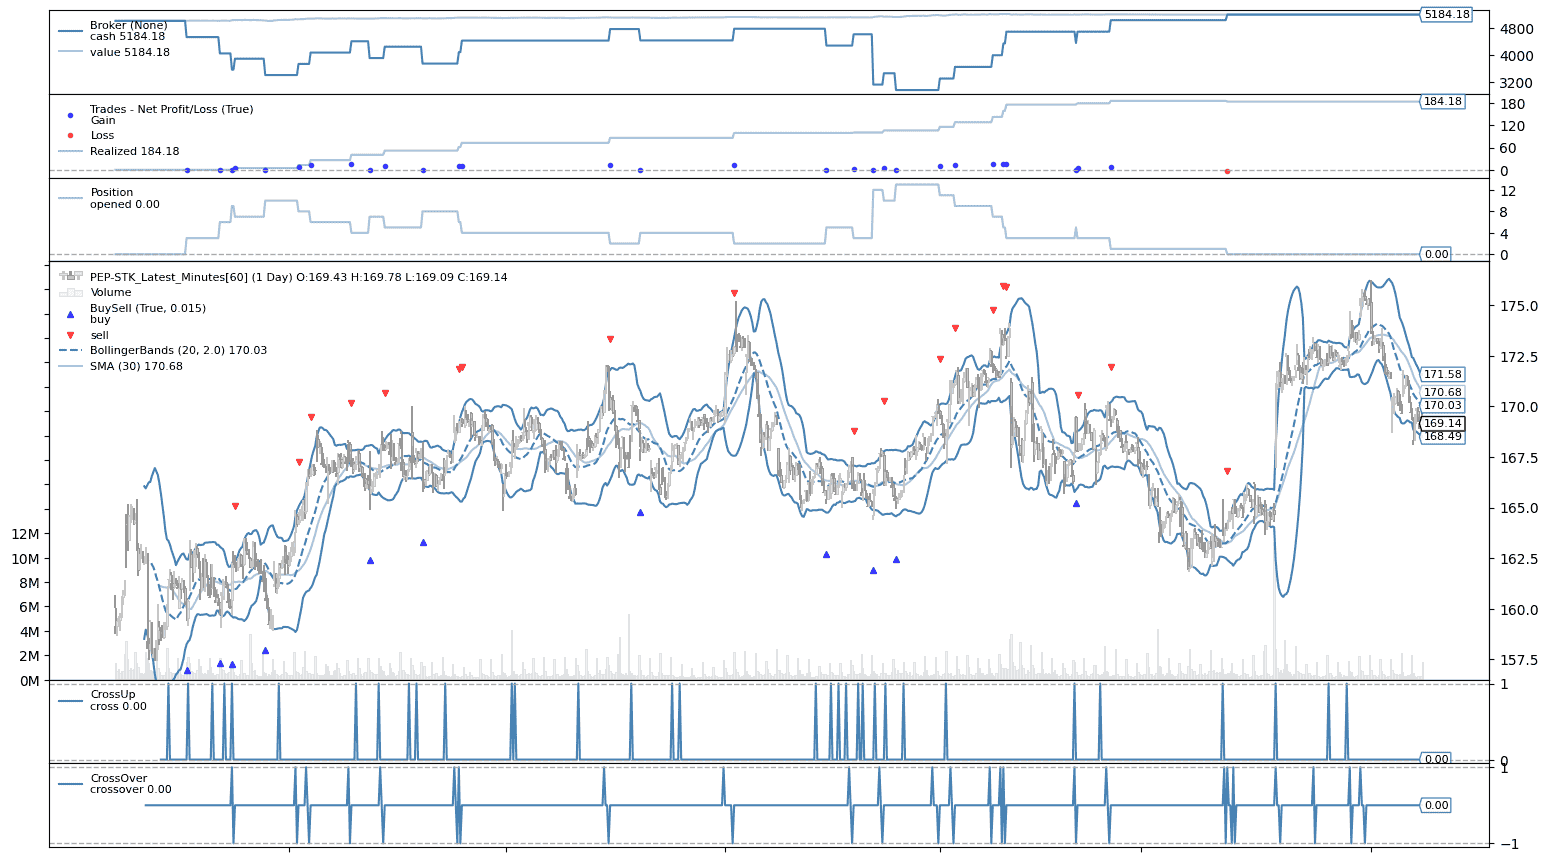 Broker (None)
cash 5184.18
value 5184.18
5184.18
4800
4000
3200
Trades - Net Profit/Loss (True)
Gain
Loss
Realized 184.18
184.18
180
120
60
0
Position
opened 0.00
12
8
4
0.00
0
PEP-STK_Latest_Minutes[60] (1 Day) O:169.43 H:169.78 L:169.09 C:169.14
Volume
BuySell (True, 0.015)
buy
sell
BollingerBands (20, 2.0) 170.03
SMA (30) 170.68
175.0
172.5
171.58
170.68
170.03
170.0
169.14
168.49
167.5
165.0
162.5
160.0
157.5
12M
10M
8M
6M
4M
2M
0M
CrossUp
cross 0.00
1
0.00
0
CrossOver
crossover 0.00
1
0.00
−1